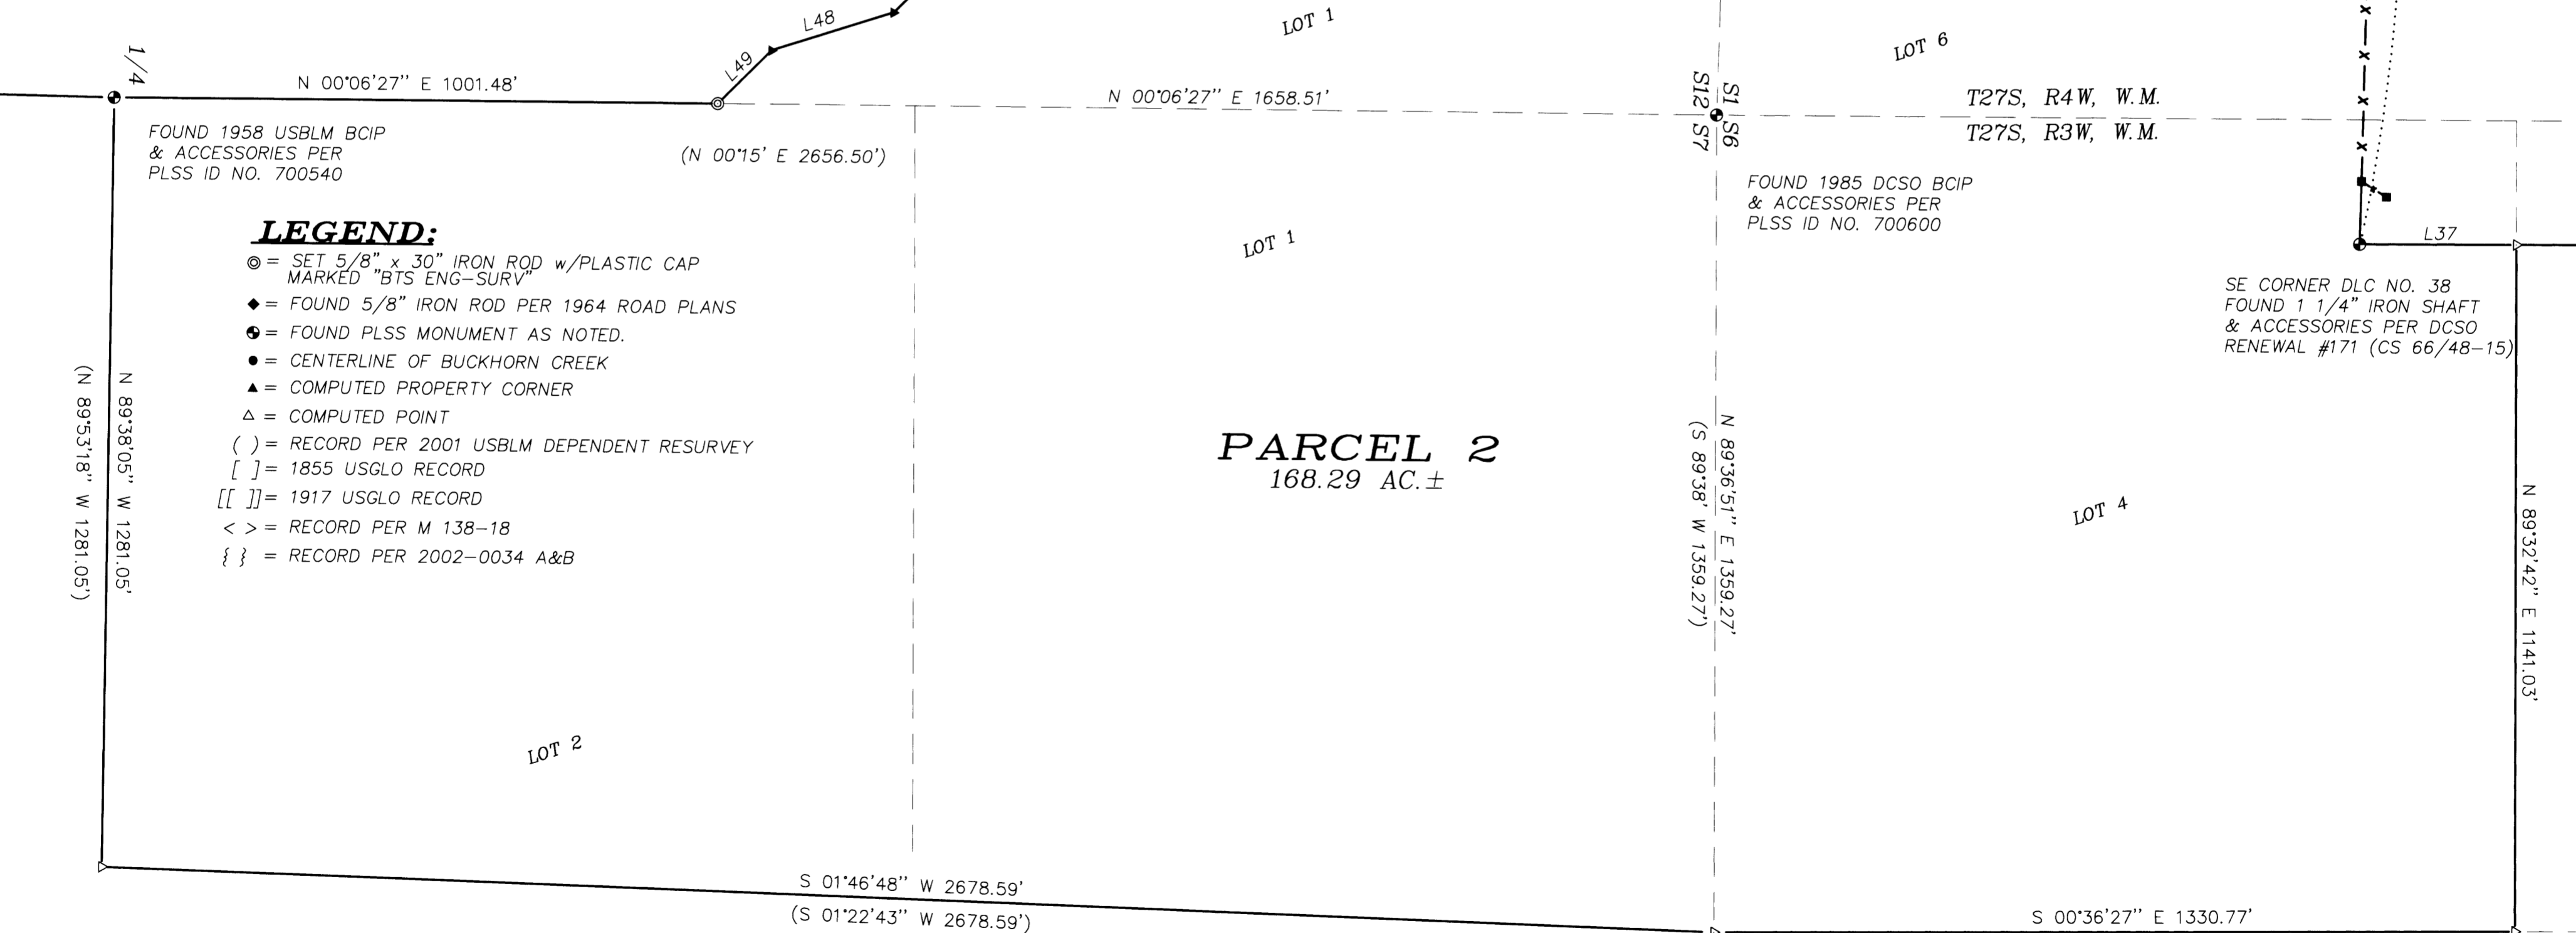 L48
L49
LOT 1
LOT 6
1/4
N 00°06'27" E 1001.48'
N 00°06'27" E 1658.51'
S12 S1
S7 S6
T27S, R4W, W.M.
T27S, R3W, W.M.
FOUND 1958 USBLM BCIP
& ACCESSORIES PER
PLSS ID NO. 700540
(N 00°15' E 2656.50')
FOUND 1985 DCSO BCIP
& ACCESSORIES PER
PLSS ID NO. 700600
L37
SE CORNER DLC NO. 38
FOUND 1 1/4" IRON SHAFT
& ACCESSORIES PER DCSO
RENEWAL #171 (CS 66/48-15)
LEGEND:
= SET 5/8" x 30" IRON ROD w/PLASTIC CAP
MARKED "BTS ENG-SURV"
= FOUND 5/8" IRON ROD PER 1964 ROAD PLANS
= FOUND PLSS MONUMENT AS NOTED.
= CENTERLINE OF BUCKHORN CREEK
= COMPUTED PROPERTY CORNER
= COMPUTED POINT
( ) = RECORD PER 2001 USBLM DEPENDENT RESURVEY
[ ] = 1855 USGLO RECORD
[[ ]] = 1917 USGLO RECORD
< > = RECORD PER M 138-18
{ } = RECORD PER 2002-0034 A&B
LOT 1
PARCEL 2
168.29 AC.±
LOT 4
LOT 2
N 89°38'05" W 1281.05'
(N 89°53'18" W 1281.05')
N 89°36'51" E 1359.27'
(S 89°38' W 1359.27')
N 89°32'42" E 1141.03'
S 01°46'48" W 2678.59'
(S 01°22'43" W 2678.59')
S 00°36'27" E 1330.77'